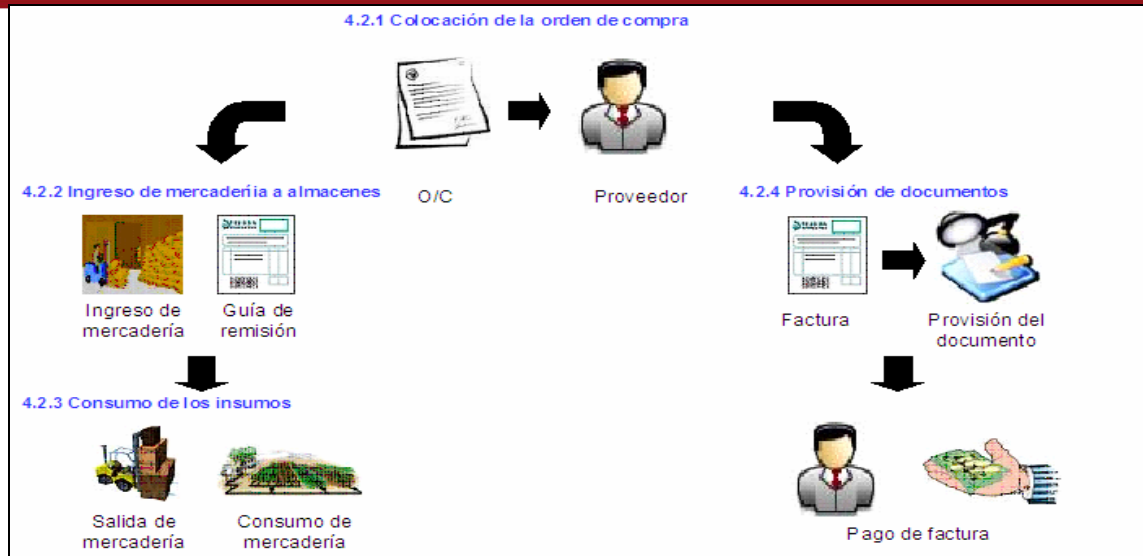 4.2.1 Colocación de la orden de compra
O/C
Proveedor
4.2.2 Ingreso de mercaderiia a almacenes
Ingreso de
mercadería
Guía de
remisión
4.2.3 Consumo de los insumos
Salida de
mercadería
Consumo de
mercadería
4.2.4 Provisión de documentos
Factura
Provisión del
documento
Pago de factura